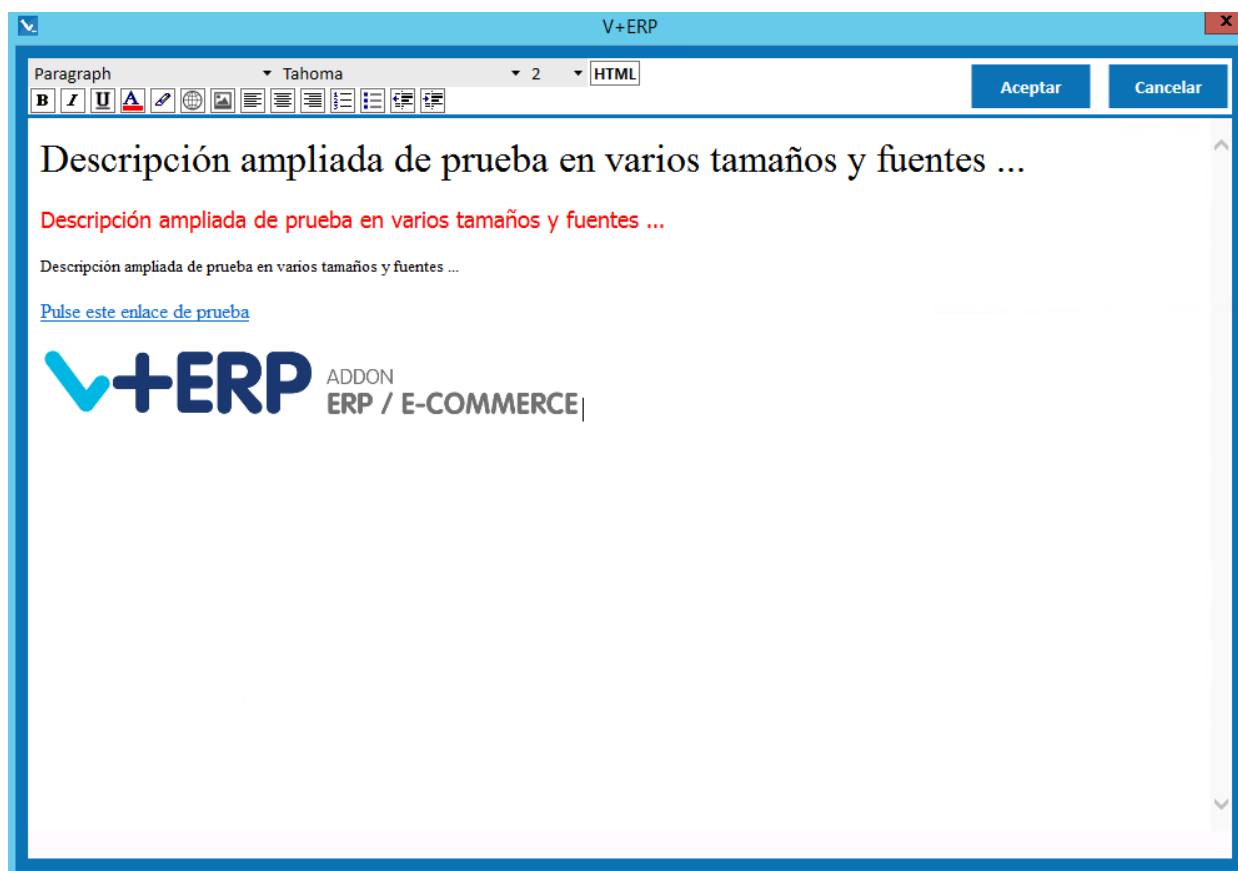 V+ERP
X
Paragraph Tahoma 2 HTML
B I U A
Aceptar Cancelar
Descripción ampliada de prueba en varios tamaños y fuentes ...
Descripción ampliada de prueba en varios tamaños y fuentes ...
Descripción ampliada de prueba en varios tamaños y fuentes ...
Pulse este enlace de prueba
V+ERP ADDON
ERP / E-COMMERCE